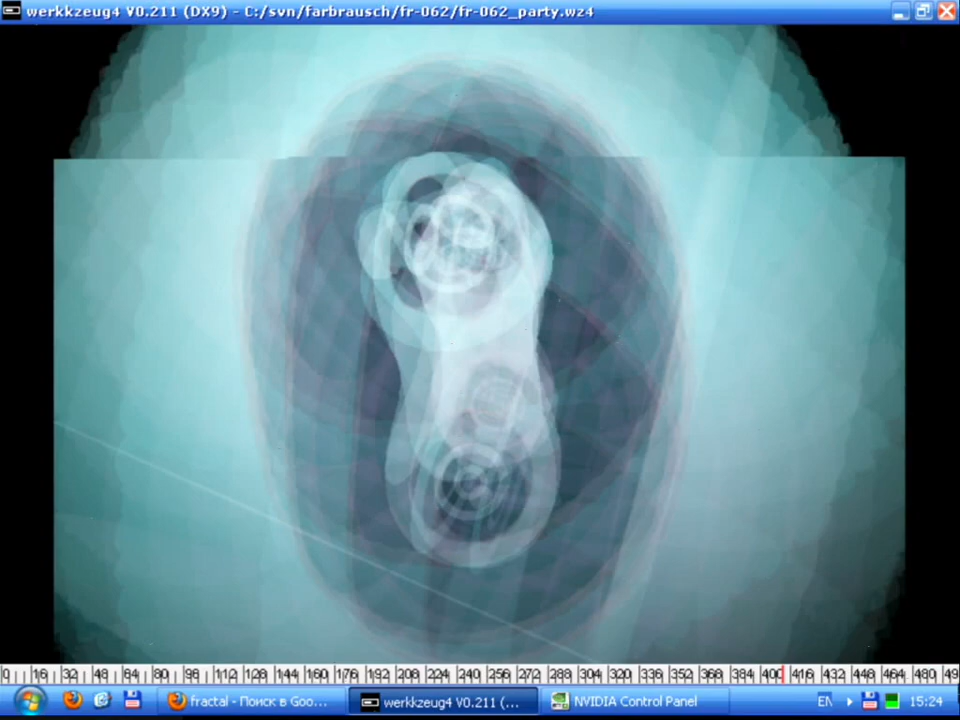 werkkzeug4 V0.211 (DX9) - C:/svn/farbrausch/fr-062/fr-062_party.wz4
0 16 32 48 64 80 96 112 128 144 160 176 192 208 224 240 256 272 288 304 320 336 352 368 384 400 416 432 448 464 480 49
fractal - Поиск в Goo... werkkzeug4 V0.211 (... NVIDIA Control Panel EN 15:24